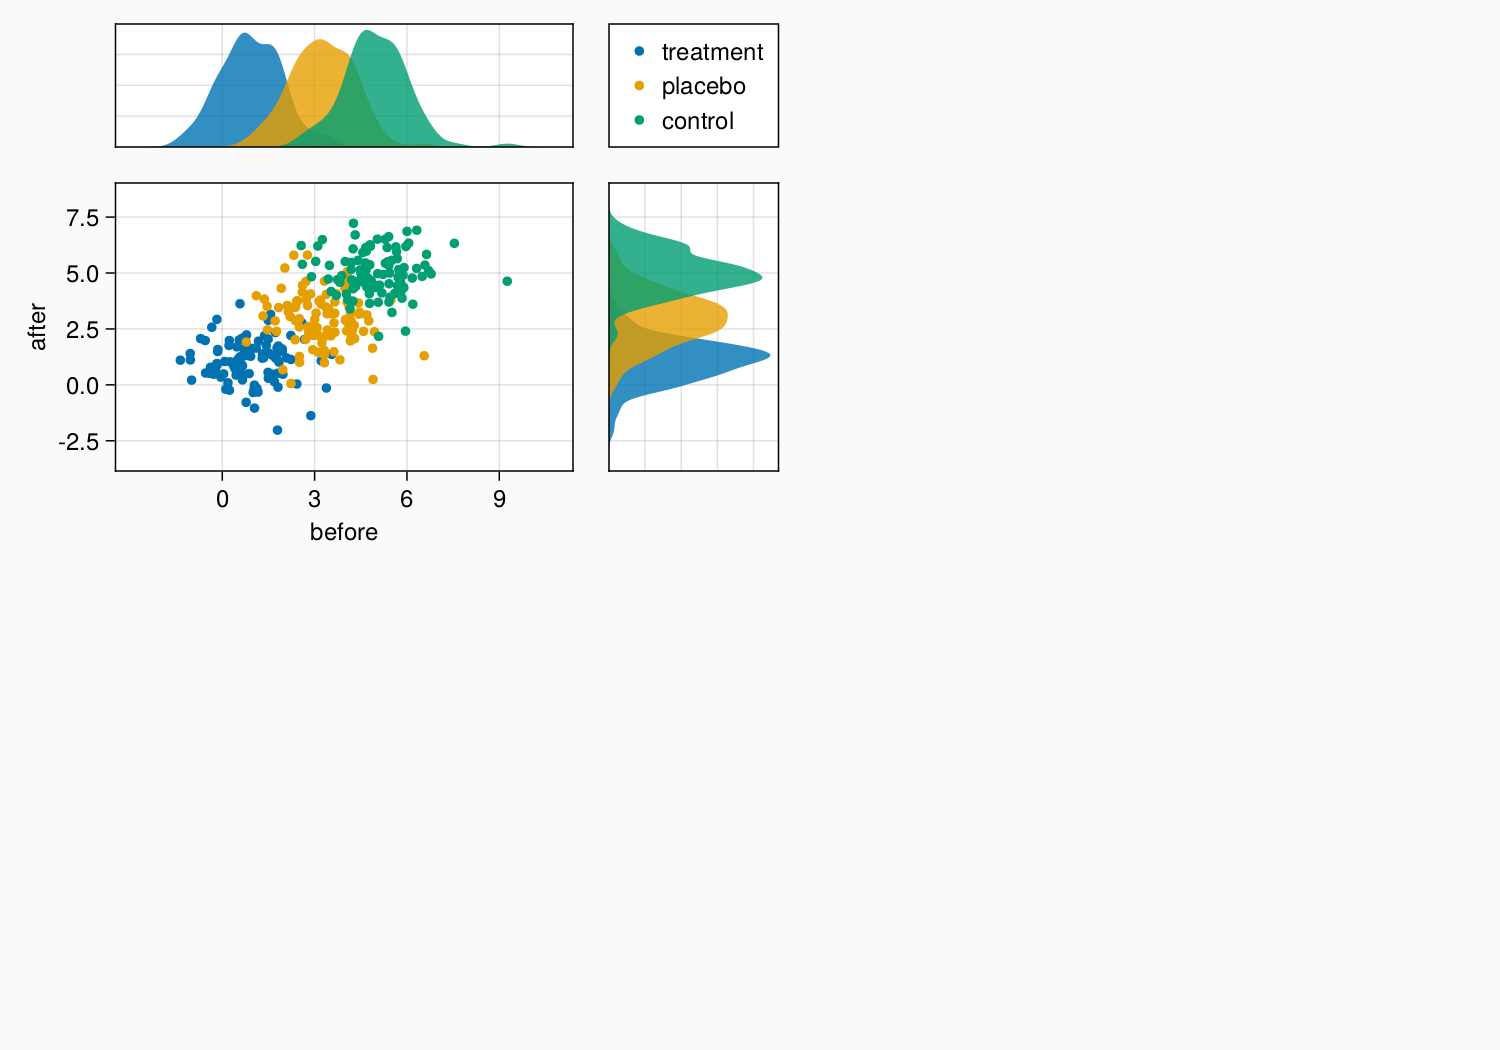 treatment
placebo
control
7.5
5.0
2.5
0.0
-2.5
after
0 3 6 9
before